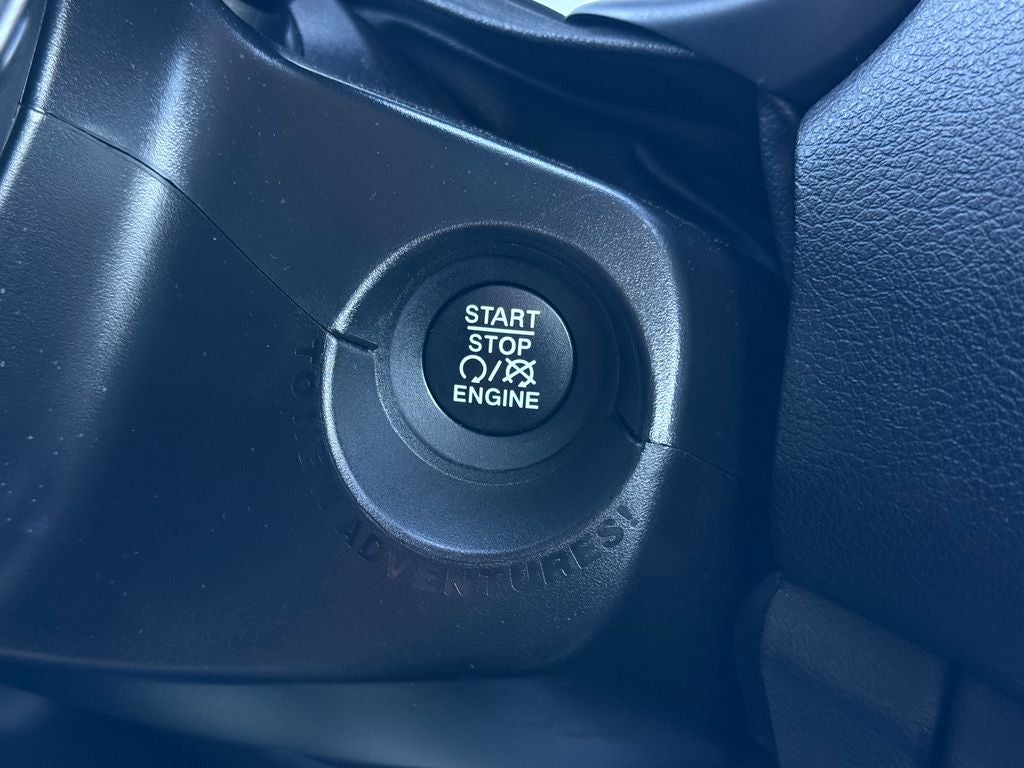 START
STOP
/
ENGINE
ADVENTURES!